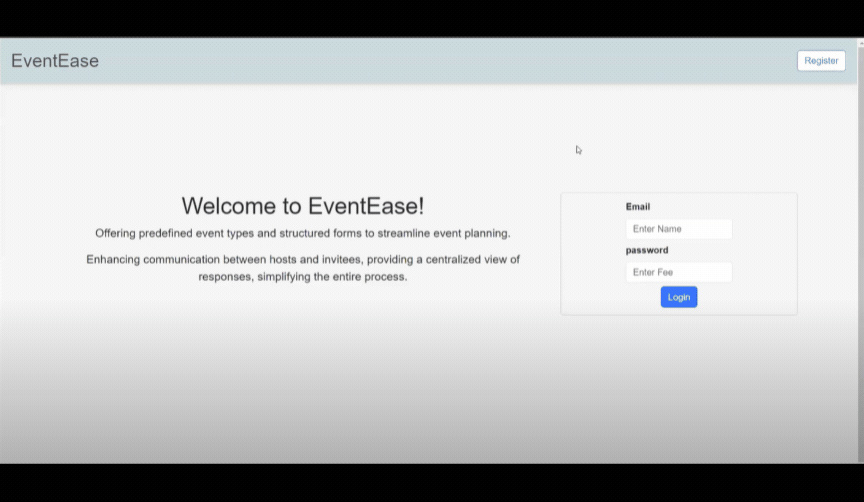 EventEase
Register
Welcome to EventEase!
Offering predefined event types and structured forms to streamline event planning.
Enhancing communication between hosts and invitees, providing a centralized view of
responses, simplifying the entire process.
Email
Enter Name
password
Enter Fee
Login